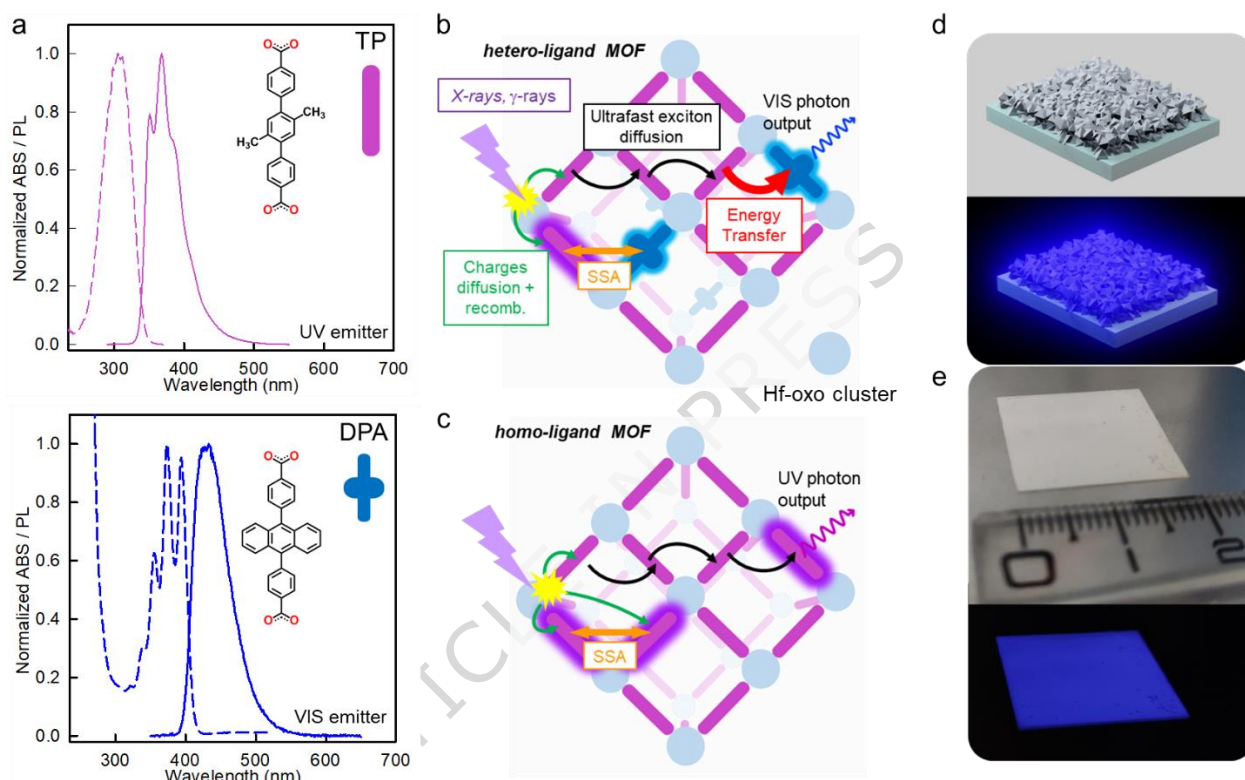 a
1.0
0.8
0.6
0.4
0.2
0.0
Normalized ABS / PL
TP
O
O
CH₃
H₃C
O
O
UV emitter
300
400
500
600
700
Wavelength (nm)
1.0
0.8
0.6
0.4
0.2
0.0
Normalized ABS / PL
DPA
O
O
O
O
VIS emitter
300
400
500
600
700
Wavelength (nm)
b
hetero-ligand MOF
X-rays, γ-rays
Ultrafast exciton
diffusion
VIS photon
output
Energy
Transfer
SSA
Charges
diffusion +
recomb.
Hf-oxo cluster
c
homo-ligand MOF
UV photon
output
SSA
d
e
0
1
2
ICLE IN PRESS